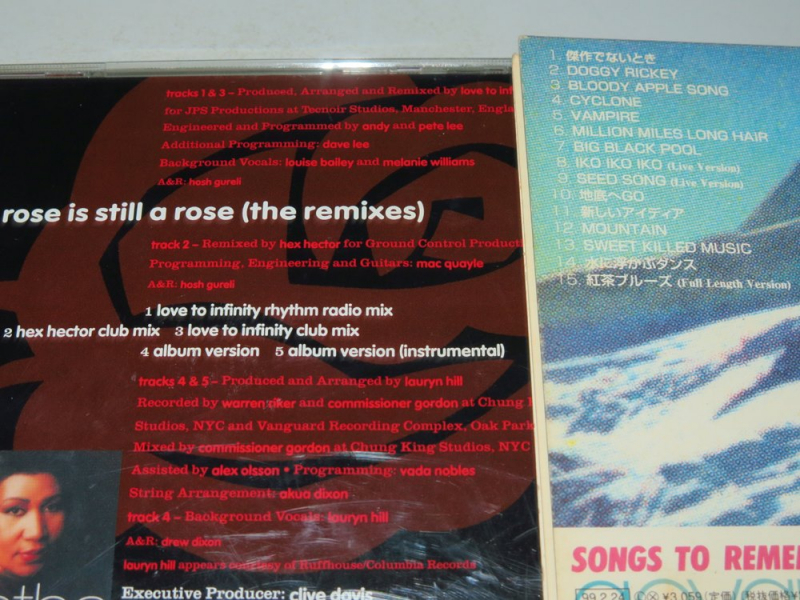 tracks 1 & 3 – Produced, Arranged and Remixed by love to
for JPS Productions at Tecnoir Studios, Manchester,
Engineered and Programmed by andy and pete lee
Additional Programming: dave lee
Background Vocals: louise bailey and melanie williams
A&R: hosh gureli
rose is still a rose (the remixes)
track 2 – Remixed by hex hector for Ground Control
Programming, Engineering and Guitars: mac quayle
A&R: hosh gureli
1 love to infinity rhythm radio mix
2 hex hector club mix 3 love to infinity club mix
4 album version 5 album version (instrumental)
tracks 4 & 5 – Produced and Arranged by lauryn hill
Recorded by warren riker and commissioner gordon at Chung
Studios, NYC and Vanguard Recording Complex, Oak Park
Mixed by commissioner gordon at Chung King Studios, NYC
Assisted by alex olsson • Programming: vada nobles
String Arrangement: akua dixon
track 4 – Background Vocals: lauryn hill
A&R: drew dixon
lauryn hill appears courtesy of Ruffhouse/Columbia Records
Executive Producer: clive davis
1. 傑作でないとき
2. DOGGY RICKEY
3. BLOODY APPLE SONG
4. CYCLONE
5. VAMPIRE
6. MILLION MILES LONG HAIR
7. BIG BLACK POOL
8. IKO IKO IKO (Live Version)
9. SEED SONG (Live Version)
10. 地底へGO
11. 新しいアイディア
12. MOUNTAIN
13. SWEET KILLED MUSIC
14. 水に浮かぶダンス
15. 紅茶ブルーズ (Full Length Version)
SONGS TO
'99.2.24 ¥3,059(定価)